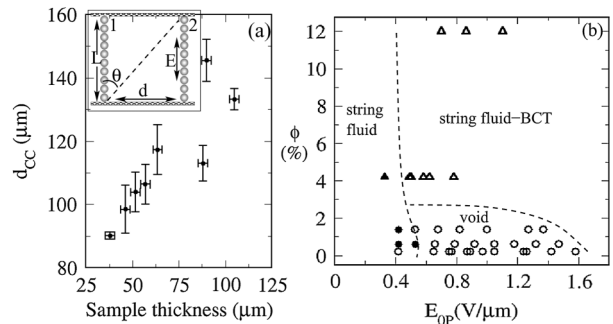 (a)
1
2
L
θ
d
E
160
140
120
100
80
d_CC (μm)
25
50
75
100
125
Sample thickness (μm)
(b)
12
10
8
6
4
2
0
ϕ
(%)
string
fluid
string fluid−BCT
void
0
0.4
0.8
1.2
1.6
E_0P (V/μm)